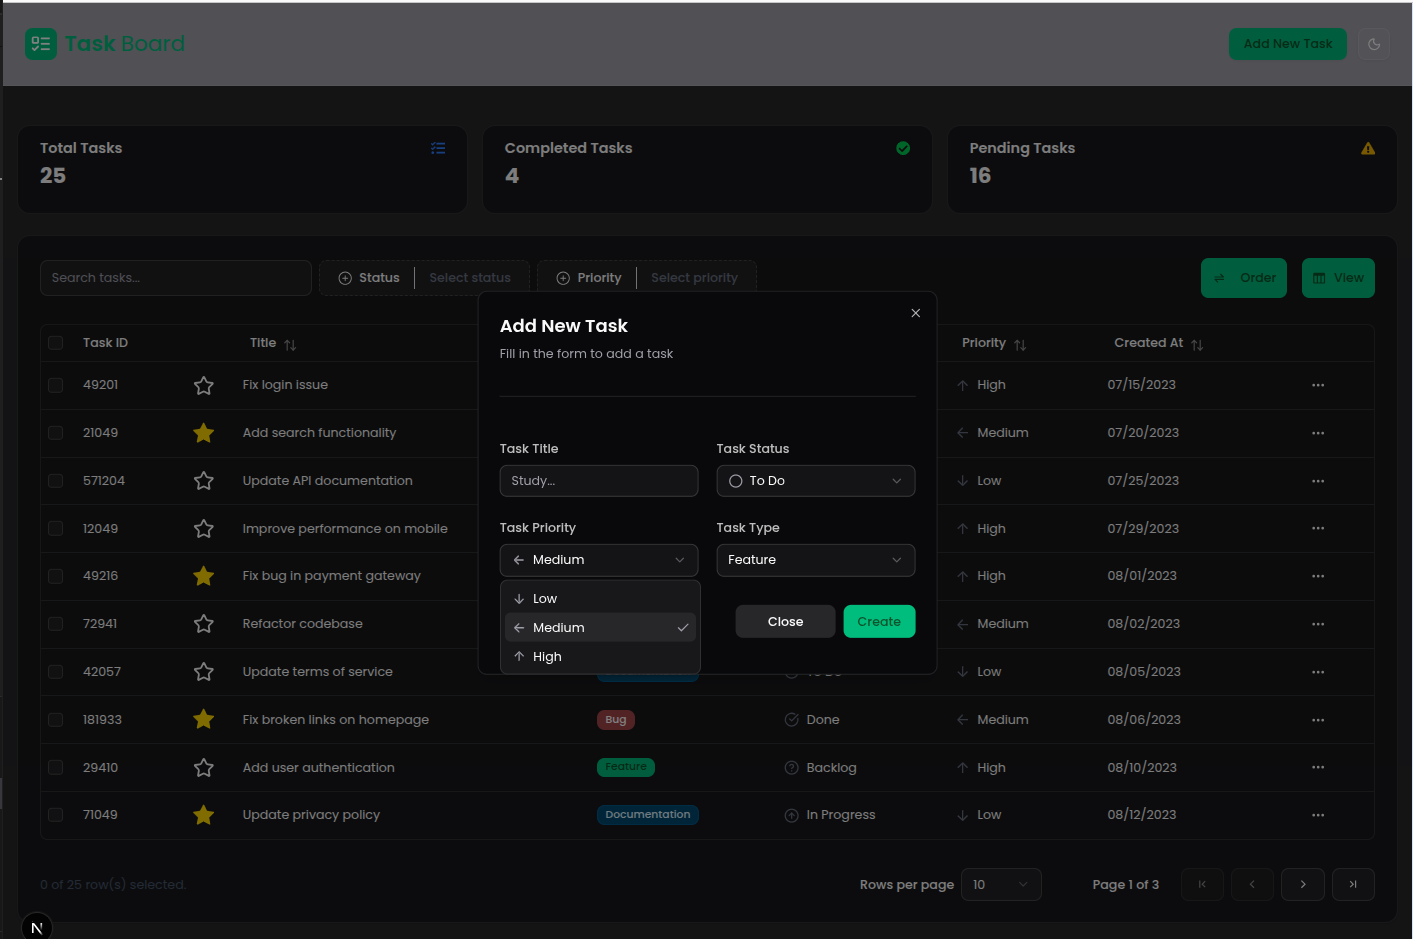 Task Board
Add New Task
Total Tasks
25
Completed Tasks
4
Pending Tasks
16
Search tasks...
Status Select status
Priority Select priority
Order
View
Task ID Title Priority Created At
49201 Fix login issue High 07/15/2023
21049 Add search functionality Medium 07/20/2023
571204 Update API documentation Low 07/25/2023
12049 Improve performance on mobile High 07/29/2023
49216 Fix bug in payment gateway High 08/01/2023
72941 Refactor codebase Medium 08/02/2023
42057 Update terms of service Low 08/05/2023
181933 Fix broken links on homepage Bug Done Medium 08/06/2023
29410 Add user authentication Feature Backlog High 08/10/2023
71049 Update privacy policy Documentation In Progress Low 08/12/2023
Add New Task
Fill in the form to add a task
Task Title
Study...
Task Status
To Do
Task Priority
Medium
Task Type
Feature
Low
Medium
High
Close
Create
0 of 25 row(s) selected.
Rows per page 10
Page 1 of 3
N